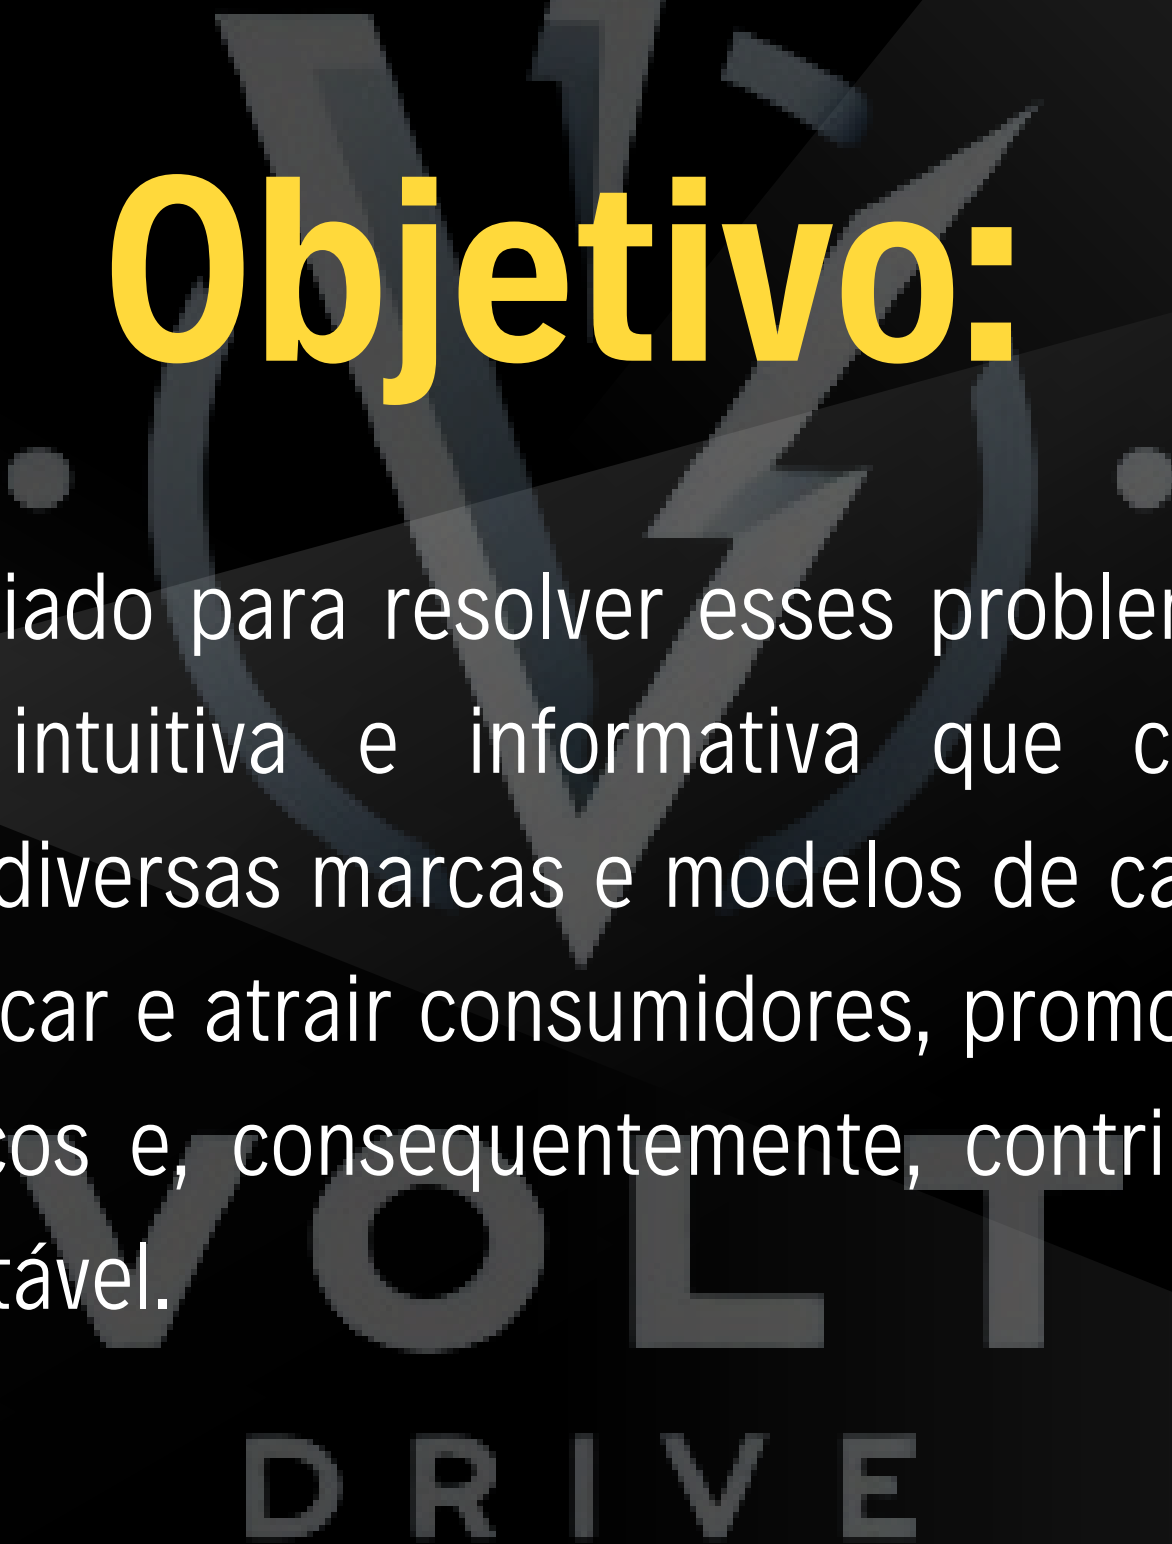 Objetivo:
iado para resolver esses probler
intuitiva e informativa que c
diversas marcas e modelos de ca
car e atrair consumidores, promo
cos e, consequentemente, contri
tável.
VOLT
DRIVE